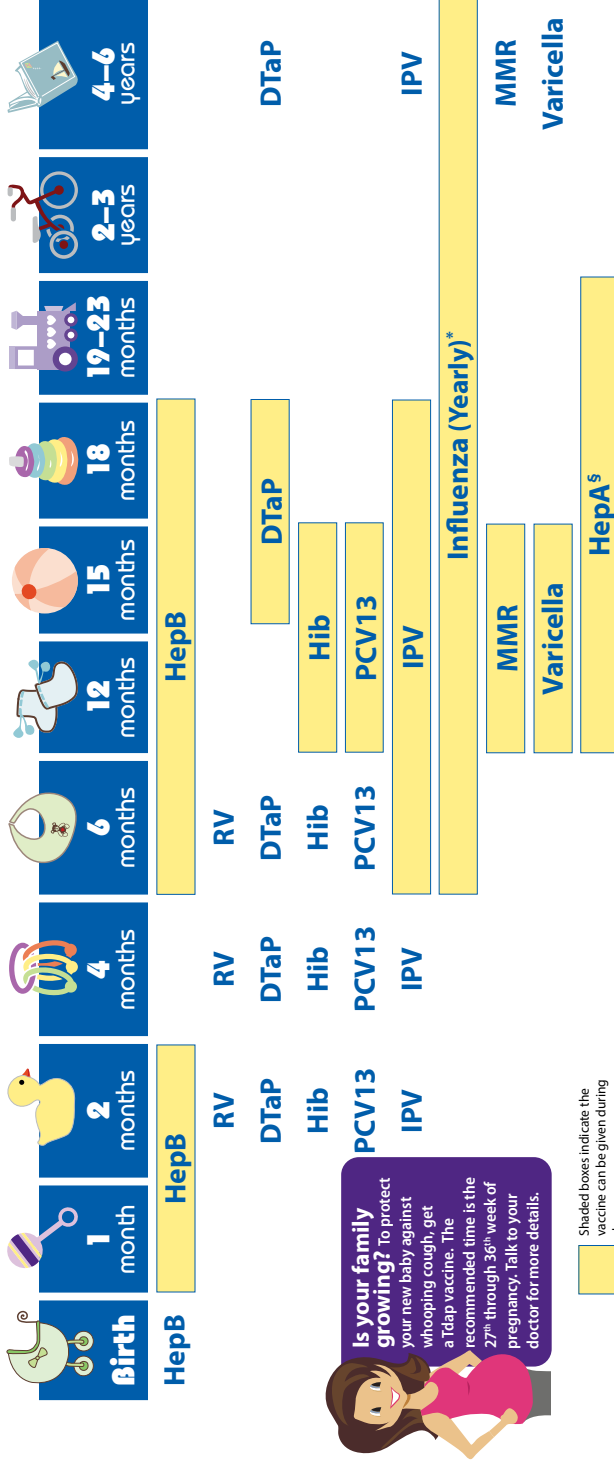 Birth
1
month
2
months
4
months
6
months
12
months
15
months
18
months
19–23
months
2–3
years
4–6
years
HepB
HepB
HepB
RV
RV
RV
DTaP
DTaP
DTaP
DTaP
DTaP
Hib
Hib
Hib
Hib
PCV13
PCV13
PCV13
PCV13
IPV
IPV
IPV
IPV
Influenza (Yearly)*
MMR
MMR
Varicella
Varicella
HepA§
Is your family
growing? To protect
your new baby against
whooping cough, get
a Tdap vaccine. The
recommended time is the
27th through 36th week of
pregnancy. Talk to your
doctor for more details.
Shaded boxes indicate the
vaccine can be given during